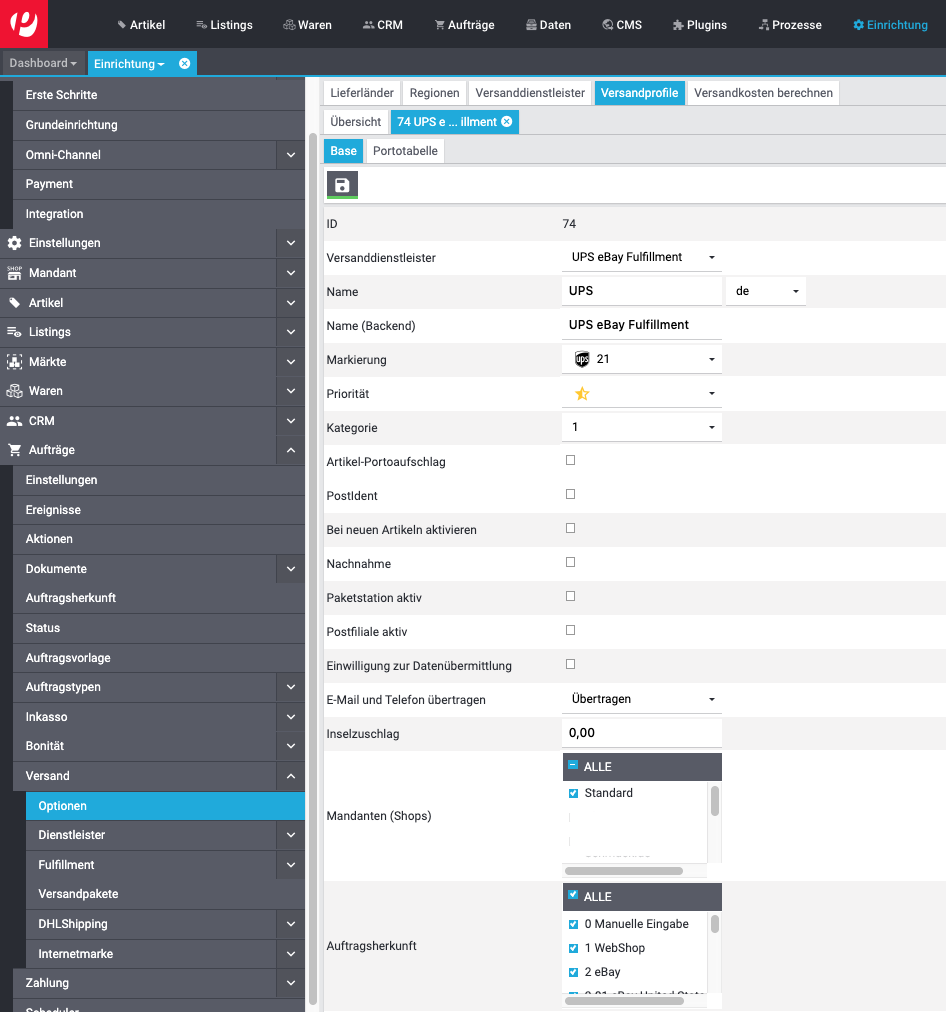 Artikel Listings Waren CRM Aufträge Daten CMS Plugins Prozesse Einrichtung
Dashboard Einrichtung
Erste Schritte
Grundeinrichtung
Omni-Channel
Payment
Integration
Einstellungen
SHOP Mandant
Artikel
Listings
Märkte
Waren
CRM
Aufträge
Einstellungen
Ereignisse
Aktionen
Dokumente
Auftragsherkunft
Status
Auftragsvorlage
Auftragstypen
Inkasso
Bonität
Versand
Optionen
Dienstleister
Fulfillment
Versandpakete
DHLShipping
Internetmarke
Zahlung
Scheduler
Lieferländer Regionen Versanddienstleister Versandprofile Versandkosten berechnen
Übersicht 74 UPS e ... illment
Base Portotabelle
ID 74
Versanddienstleister UPS eBay Fulfillment
Name UPS de
Name (Backend) UPS eBay Fulfillment
Markierung ups 21
Priorität
Kategorie 1
Artikel-Portoaufschlag
PostIdent
Bei neuen Artikeln aktivieren
Nachnahme
Paketstation aktiv
Postfiliale aktiv
Einwilligung zur Datenübermittlung
E-Mail und Telefon übertragen Übertragen
Inselzuschlag 0,00
Mandanten (Shops)
ALLE
Standard
Auftragsherkunft
ALLE
0 Manuelle Eingabe
1 WebShop
2 eBay